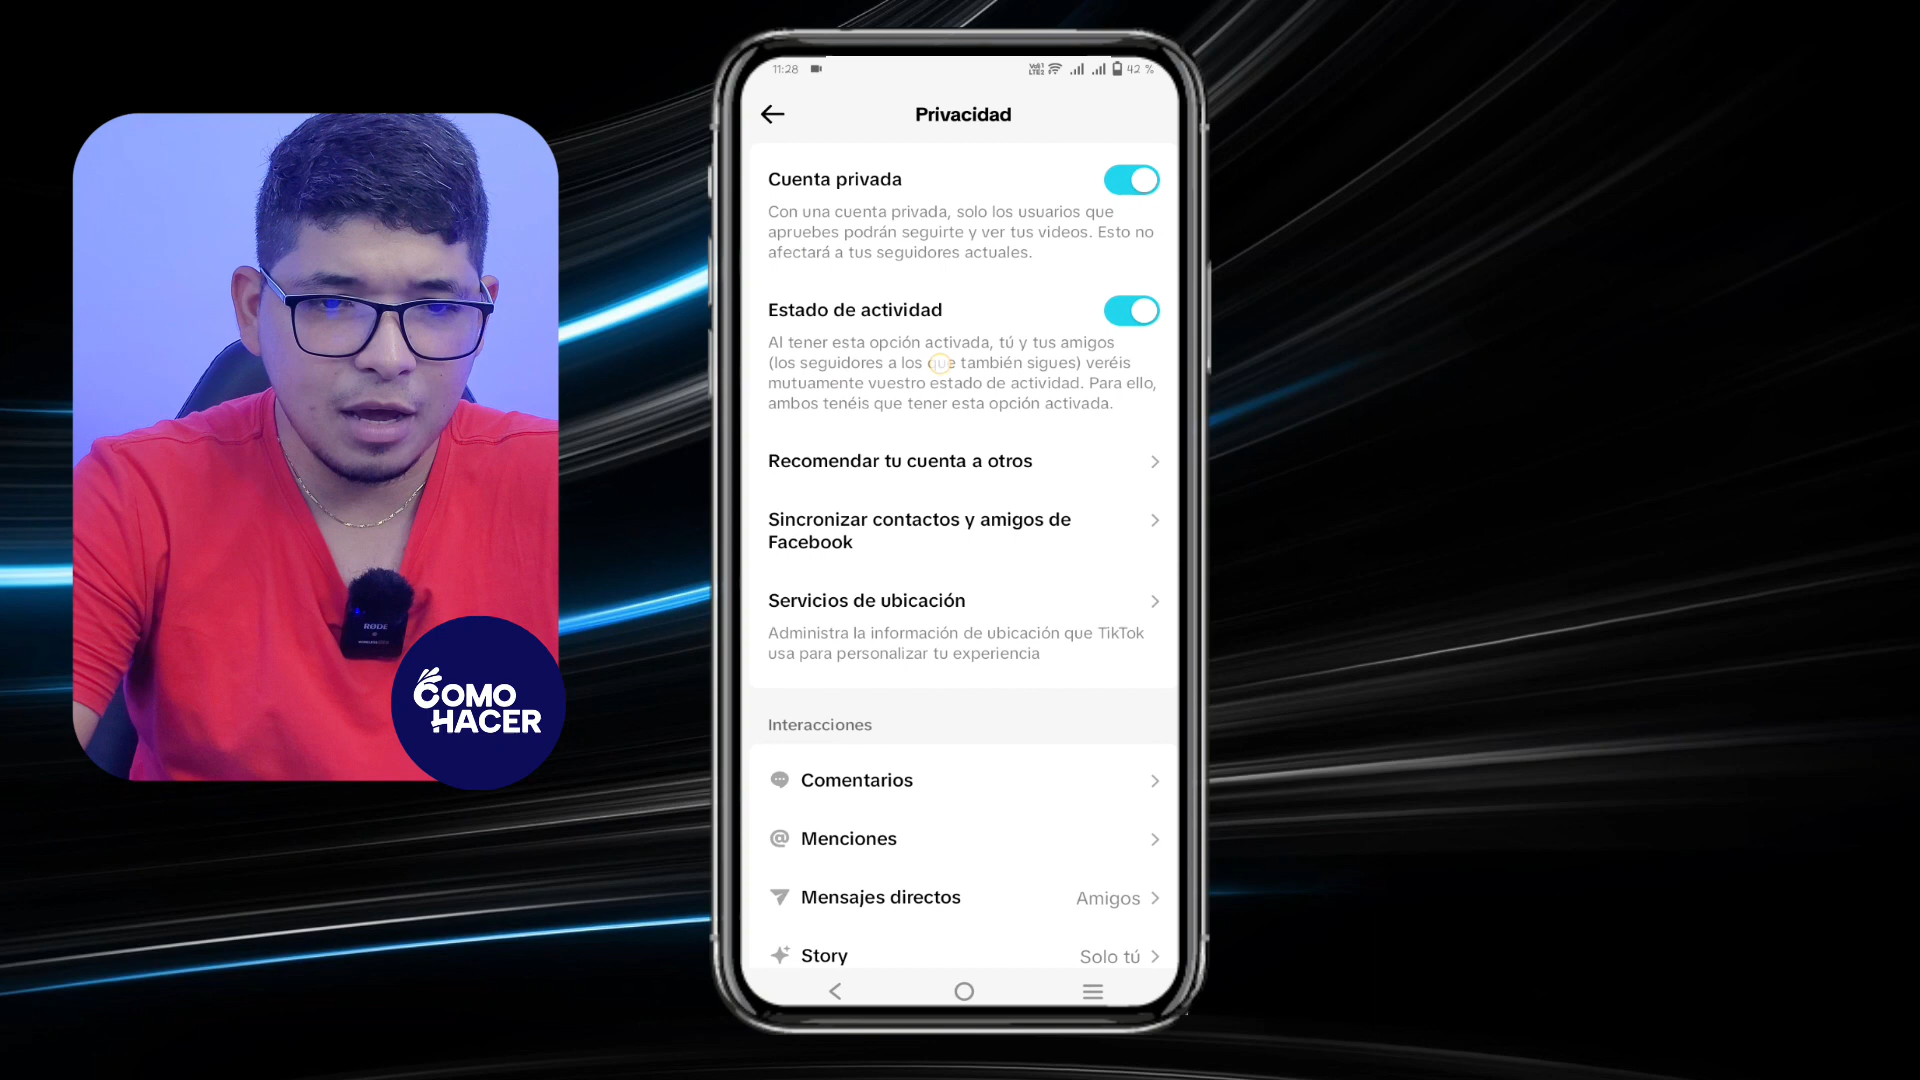 11:28
42 %
Privacidad
Cuenta privada
Con una cuenta privada, solo los usuarios que
apruebes podrán seguirte y ver tus videos. Esto no
afectará a tus seguidores actuales.
Estado de actividad
Al tener esta opción activada, tú y tus amigos
(los seguidores a los que también sigues) veréis
mutuamente vuestro estado de actividad. Para ello,
ambos tenéis que tener esta opción activada.
Recomendar tu cuenta a otros
Sincronizar contactos y amigos de
Facebook
Servicios de ubicación
Administra la información de ubicación que TikTok
usa para personalizar tu experiencia
Interacciones
Comentarios
Menciones
Mensajes directos Amigos
Story Solo tú
RØDE
COMO
HACER